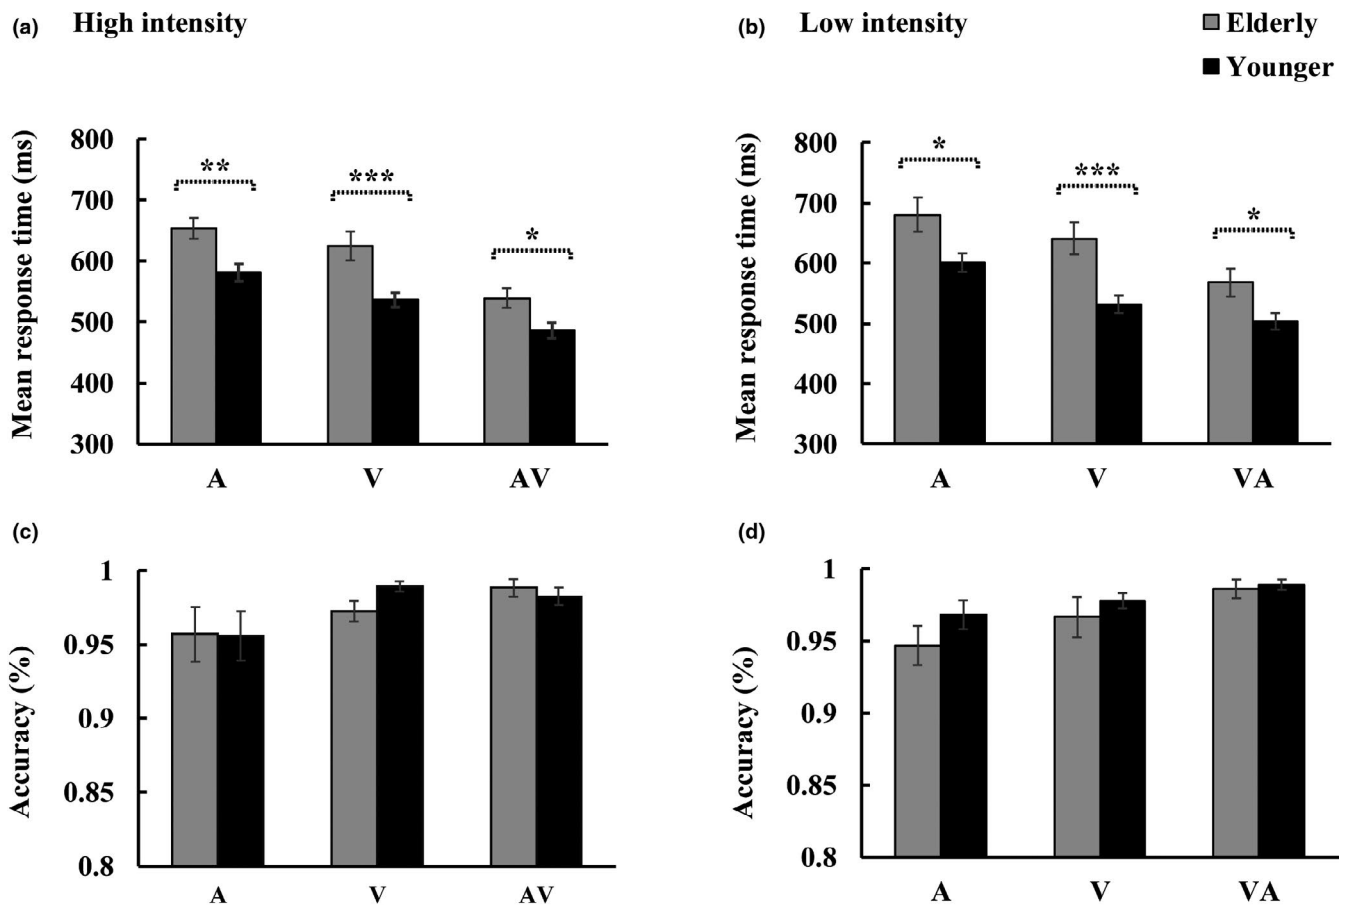 (a) High intensity
(b) Low intensity
Elderly
Younger
Mean response time (ms)
800
700
600
500
400
300
**
***
*
A V AV
Mean response time (ms)
800
700
600
500
400
300
*
***
*
A V VA
(c)
Accuracy (%)
1
0.95
0.9
0.85
0.8
A V AV
(d)
Accuracy (%)
1
0.95
0.9
0.85
0.8
A V VA